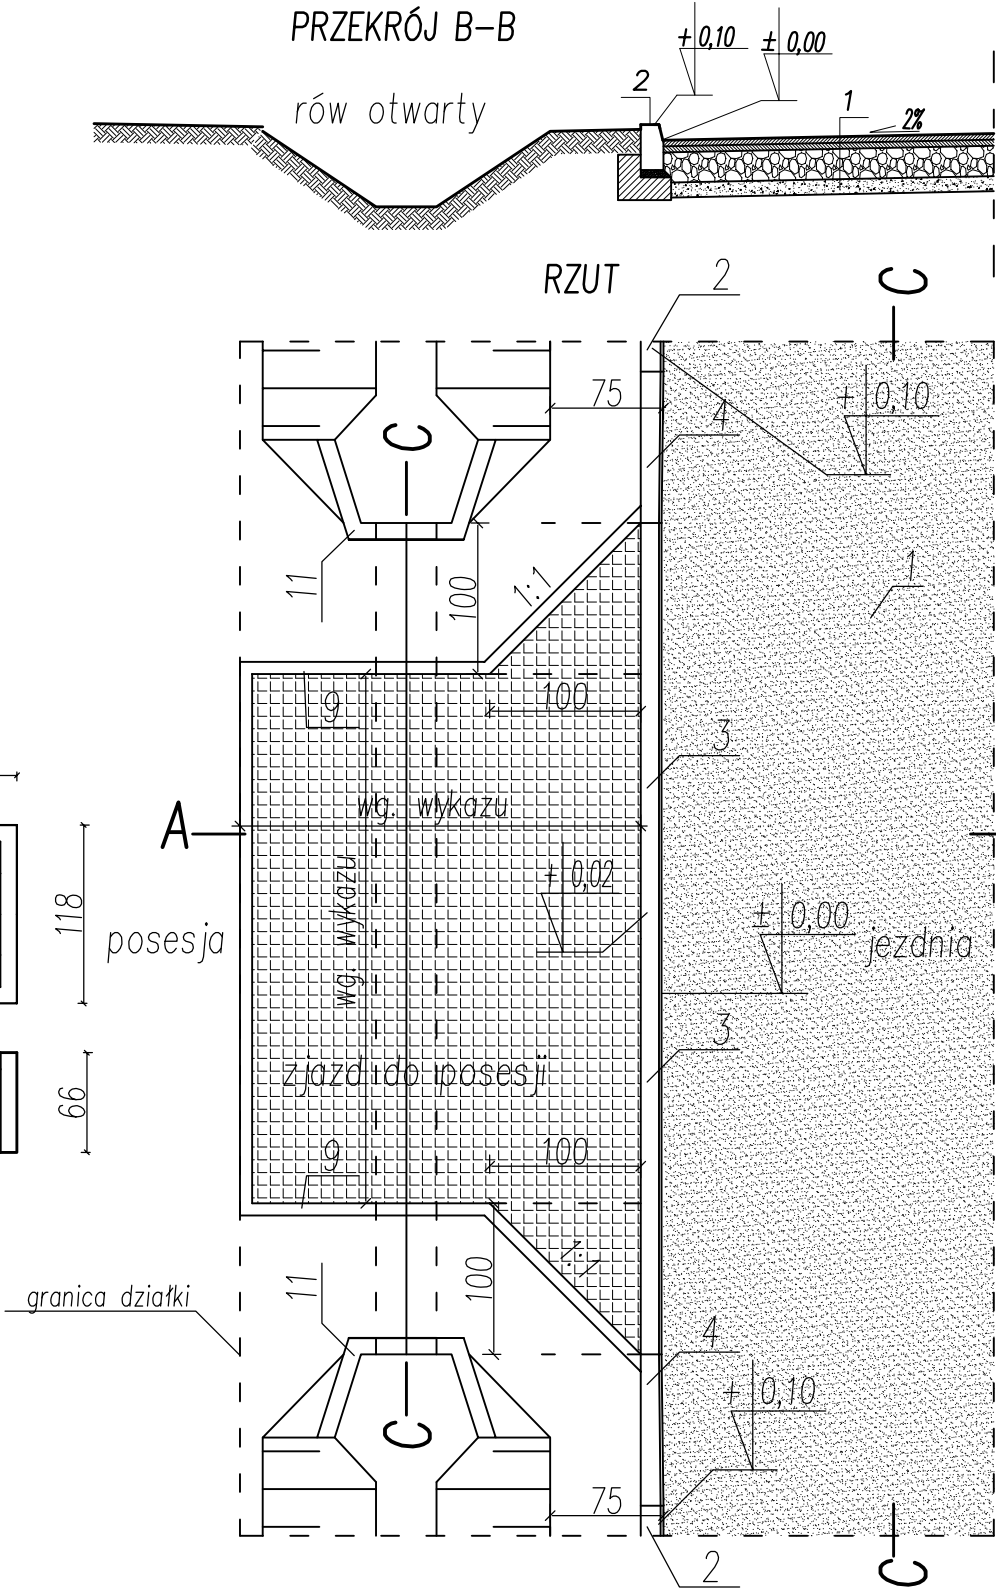 PRZEKRÓJ B-B
+ 0,10
± 0,00
rów otwarty
2
1
2%
RZUT
2
C
75
4
+ 0,10
C
11
100
1:1
1
9
100
3
wg. wykazu
A
118
+ 0,02
wg. wykazu
± 0,00
posesja
jezdnia
3
zjazd do posesji
66
9
100
1:1
11
100
granica działki
4
+ 0,10
C
75
2
C